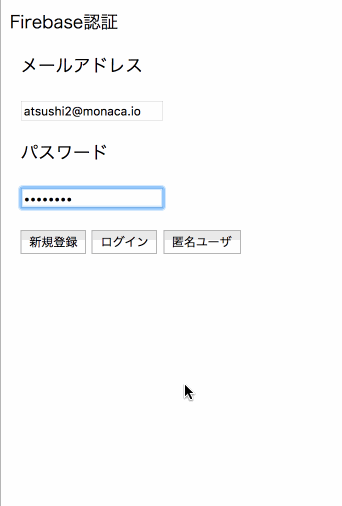 Firebase認証
メールアドレス
atsushi2@monaca.io
パスワード
••••••••
新規登録 ログイン 匿名ユーザ